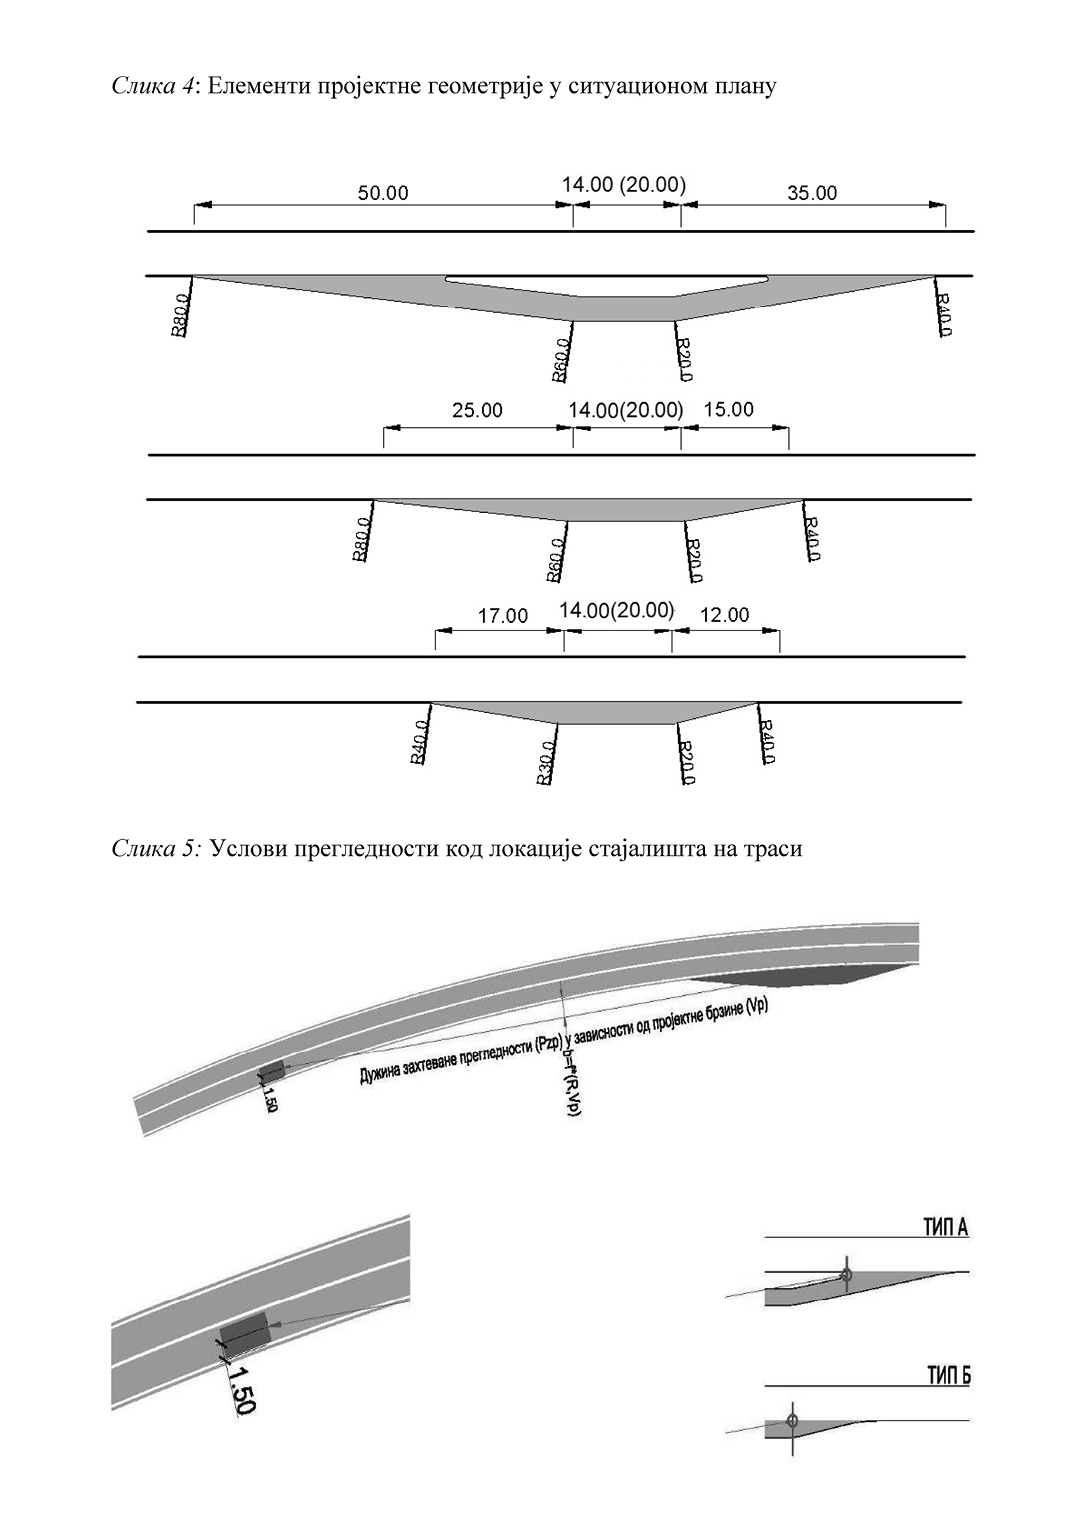 Слика 4: Елементи пројектне геометрије у ситуационом плану
50.00
14.00 (20.00)
35.00
R80.0
R60.0
R20.0
R40.0
25.00
14.00(20.00)
15.00
R80.0
R60.0
R20.0
R40.0
17.00
14.00(20.00)
12.00
R40.0
R30.0
R20.0
R40.0
Слика 5: Услови прегледности код локације стајалишта на траси
Дужина захтеване прегледности (Pzp) у зависности од пројектне брзине (Vp)
b=f*(R,Vp)
1.50
1.50
ТИП А
ТИП Б